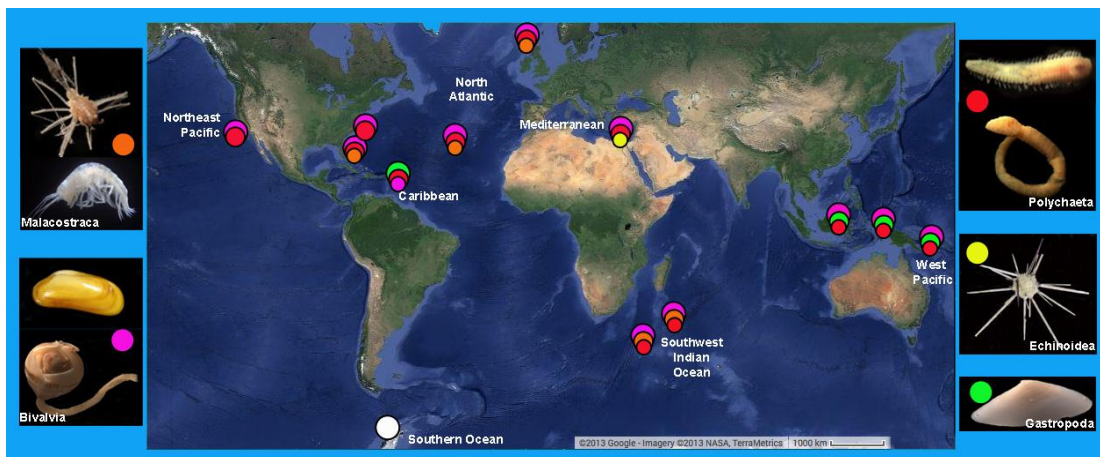 Malacostraca
Bivalvia
Northeast
Pacific
North
Atlantic
Mediterranean
Caribbean
West
Pacific
Southwest
Indian
Ocean
Southern Ocean
©2013 Google - Imagery ©2013 NASA, TerraMetrics
1000 km
Polychaeta
Echinoidea
Gastropoda